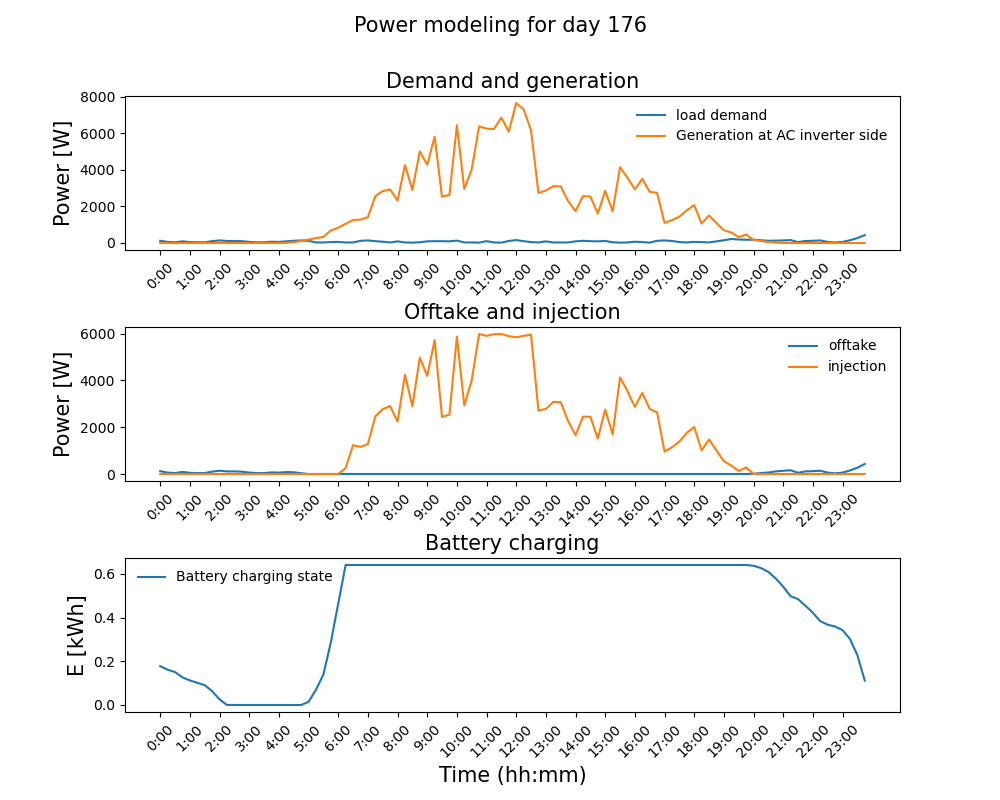 Power modeling for day 176
Demand and generation
Power [W]
8000
6000
4000
2000
0
load demand
Generation at AC inverter side
0:00 1:00 2:00 3:00 4:00 5:00 6:00 7:00 8:00 9:00 10:00 11:00 12:00 13:00 14:00 15:00 16:00 17:00 18:00 19:00 20:00 21:00 22:00 23:00
Offtake and injection
Power [W]
6000
4000
2000
0
offtake
injection
0:00 1:00 2:00 3:00 4:00 5:00 6:00 7:00 8:00 9:00 10:00 11:00 12:00 13:00 14:00 15:00 16:00 17:00 18:00 19:00 20:00 21:00 22:00 23:00
Battery charging
E [kWh]
0.6
0.4
0.2
0.0
Battery charging state
0:00 1:00 2:00 3:00 4:00 5:00 6:00 7:00 8:00 9:00 10:00 11:00 12:00 13:00 14:00 15:00 16:00 17:00 18:00 19:00 20:00 21:00 22:00 23:00
Time (hh:mm)